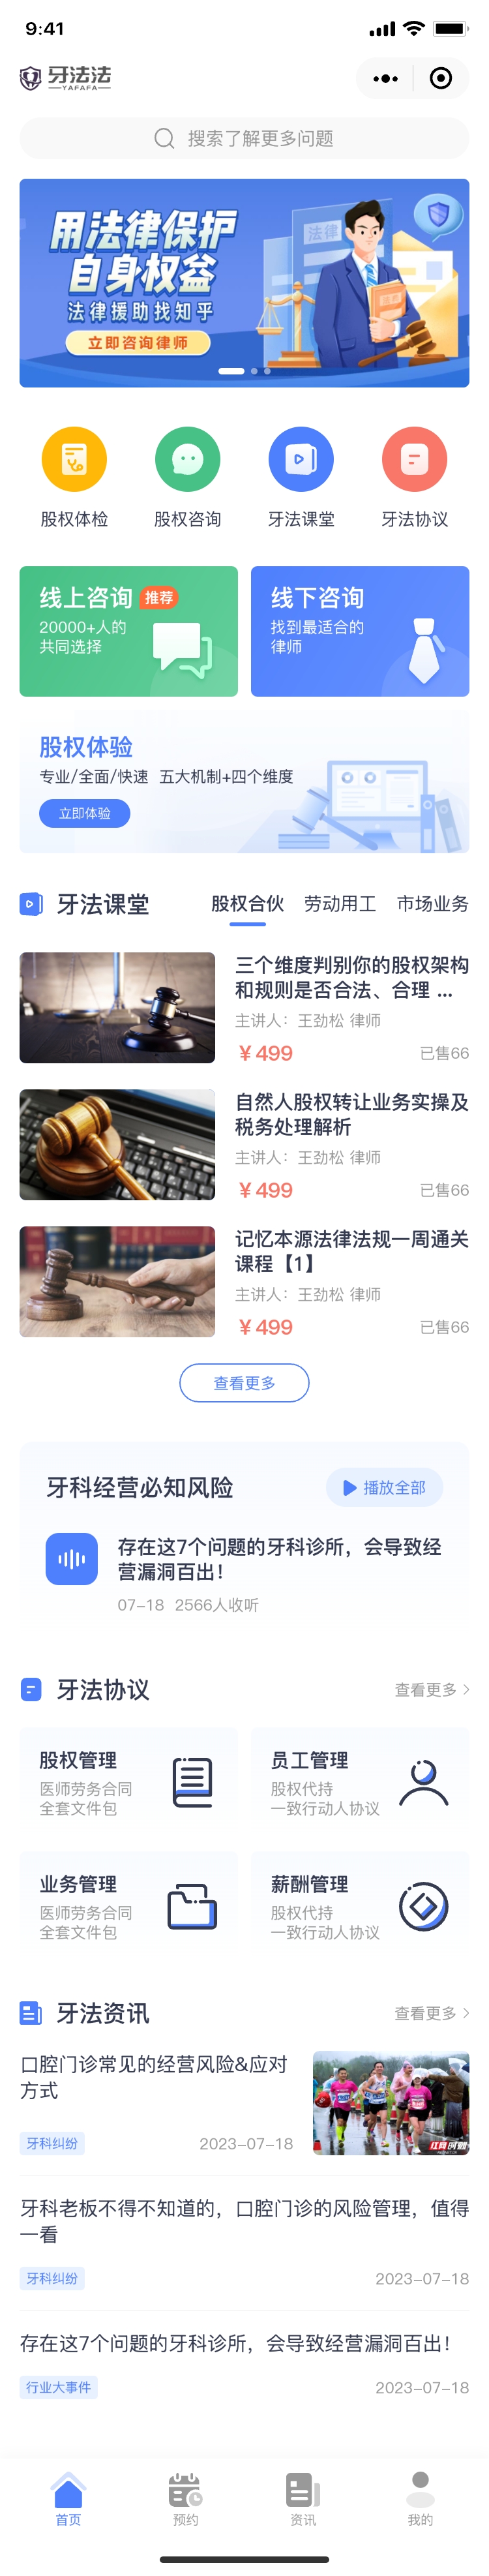 9:41
牙法法
YAFAFA
搜索了解更多问题
法律
用法律保护
自身权益
法律援助找知乎
立即咨询律师
股权体检
股权咨询
牙法课堂
牙法协议
线上咨询 推荐
20000+人的
共同选择
线下咨询
找到最适合的
律师
股权体验
专业/全面/快速 五大机制+四个维度
立即体验
牙法课堂
股权合伙 劳动用工 市场业务
三个维度判别你的股权架构
和规则是否合法、合理 ...
主讲人：王劲松 律师
¥499 已售66
自然人股权转让业务实操及
税务处理解析
主讲人：王劲松 律师
¥499 已售66
记忆本源法律法规一周通关
课程【1】
主讲人：王劲松 律师
¥499 已售66
查看更多
牙科经营必知风险
播放全部
存在这7个问题的牙科诊所，会导致经
营漏洞百出！
07-18 2566人收听
牙法协议 查看更多
股权管理
医师劳务合同
全套文件包
员工管理
股权代持
一致行动人协议
业务管理
医师劳务合同
全套文件包
薪酬管理
股权代持
一致行动人协议
牙法资讯 查看更多
口腔门诊常见的经营风险&应对
方式
牙科纠纷 2023-07-18
牙科老板不得不知道的，口腔门诊的风险管理，值得
一看
牙科纠纷 2023-07-18
存在这7个问题的牙科诊所，会导致经营漏洞百出！
行业大事件 2023-07-18
首页 预约 资讯 我的